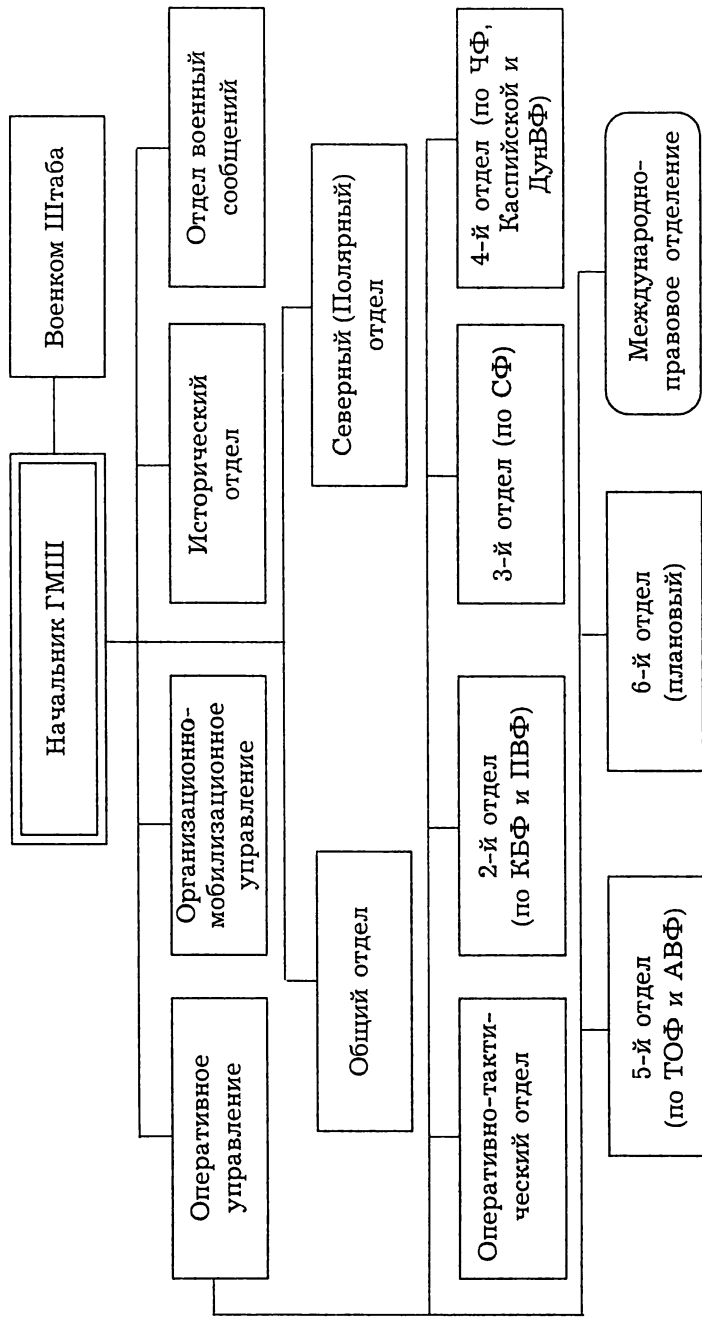 Начальник ГМШ
Военком Штаба
Оперативное
управление
Организационно-
мобилизационное
управление
Исторический
отдел
Отдел военный
сообщений
Общий отдел
Северный (Полярный)
отдел
Оперативно-такти-
ческий отдел
2-й отдел
(по КБФ и ПВФ)
3-й отдел (по СФ)
4-й отдел (по ЧФ,
Каспийской и
ДунВФ)
5-й отдел
(по ТОФ и АВФ)
6-й отдел
(плановый)
Международно-
правовое отделение